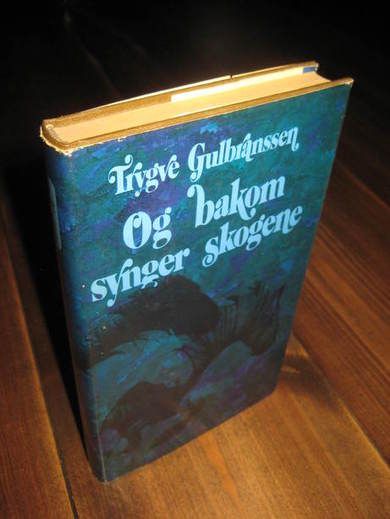 Trygve Gulbranssen
Og bakom
synger skogene